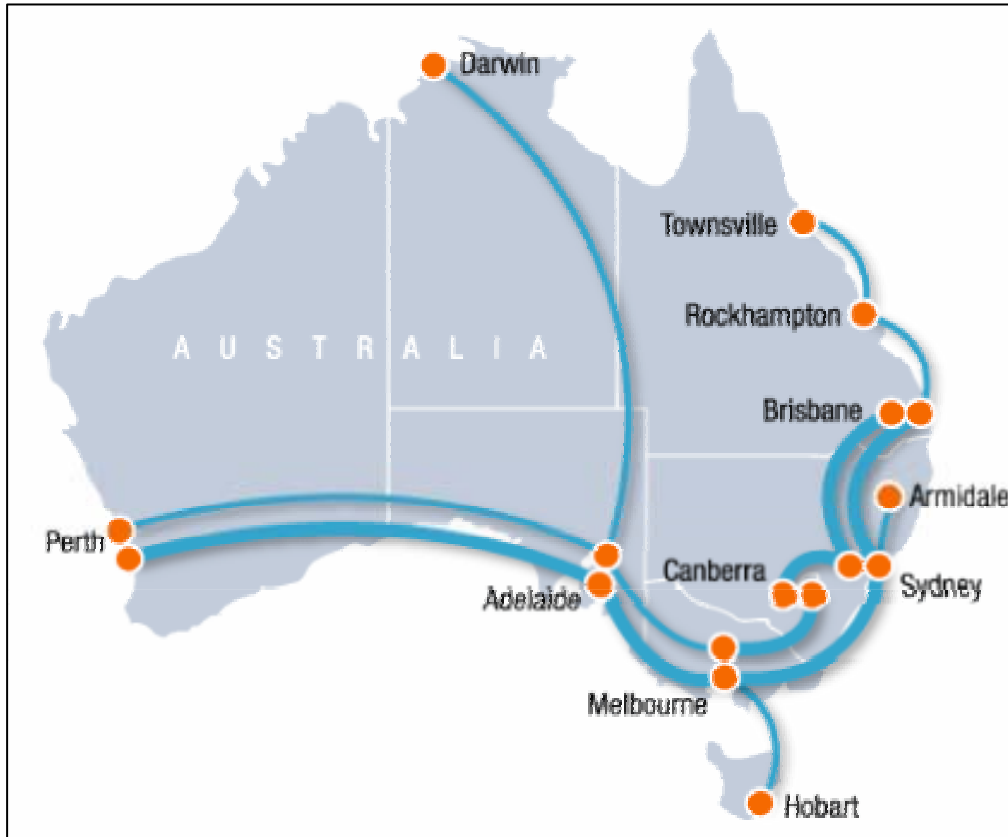 Darwin
Townsville
Rockhampton
AUSTRALIA
Brisbane
Armidale
Perth
Canberra
Sydney
Adelaide
Melbourne
Hobart